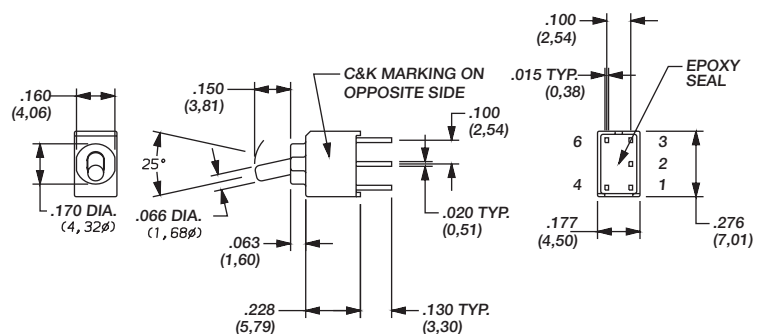 .160
(4,06)
.170 DIA.
(4,32ø)
25°
.150
(3,81)
.066 DIA.
(1,68ø)
.063
(1,60)
C&K MARKING ON
OPPOSITE SIDE
.100
(2,54)
.020 TYP.
(0,51)
.228
(5,79)
.130 TYP.
(3,30)
.100
(2,54)
.015 TYP.
(0,38)
EPOXY
SEAL
6 3
2
4 1
.177
(4,50)
.276
(7,01)